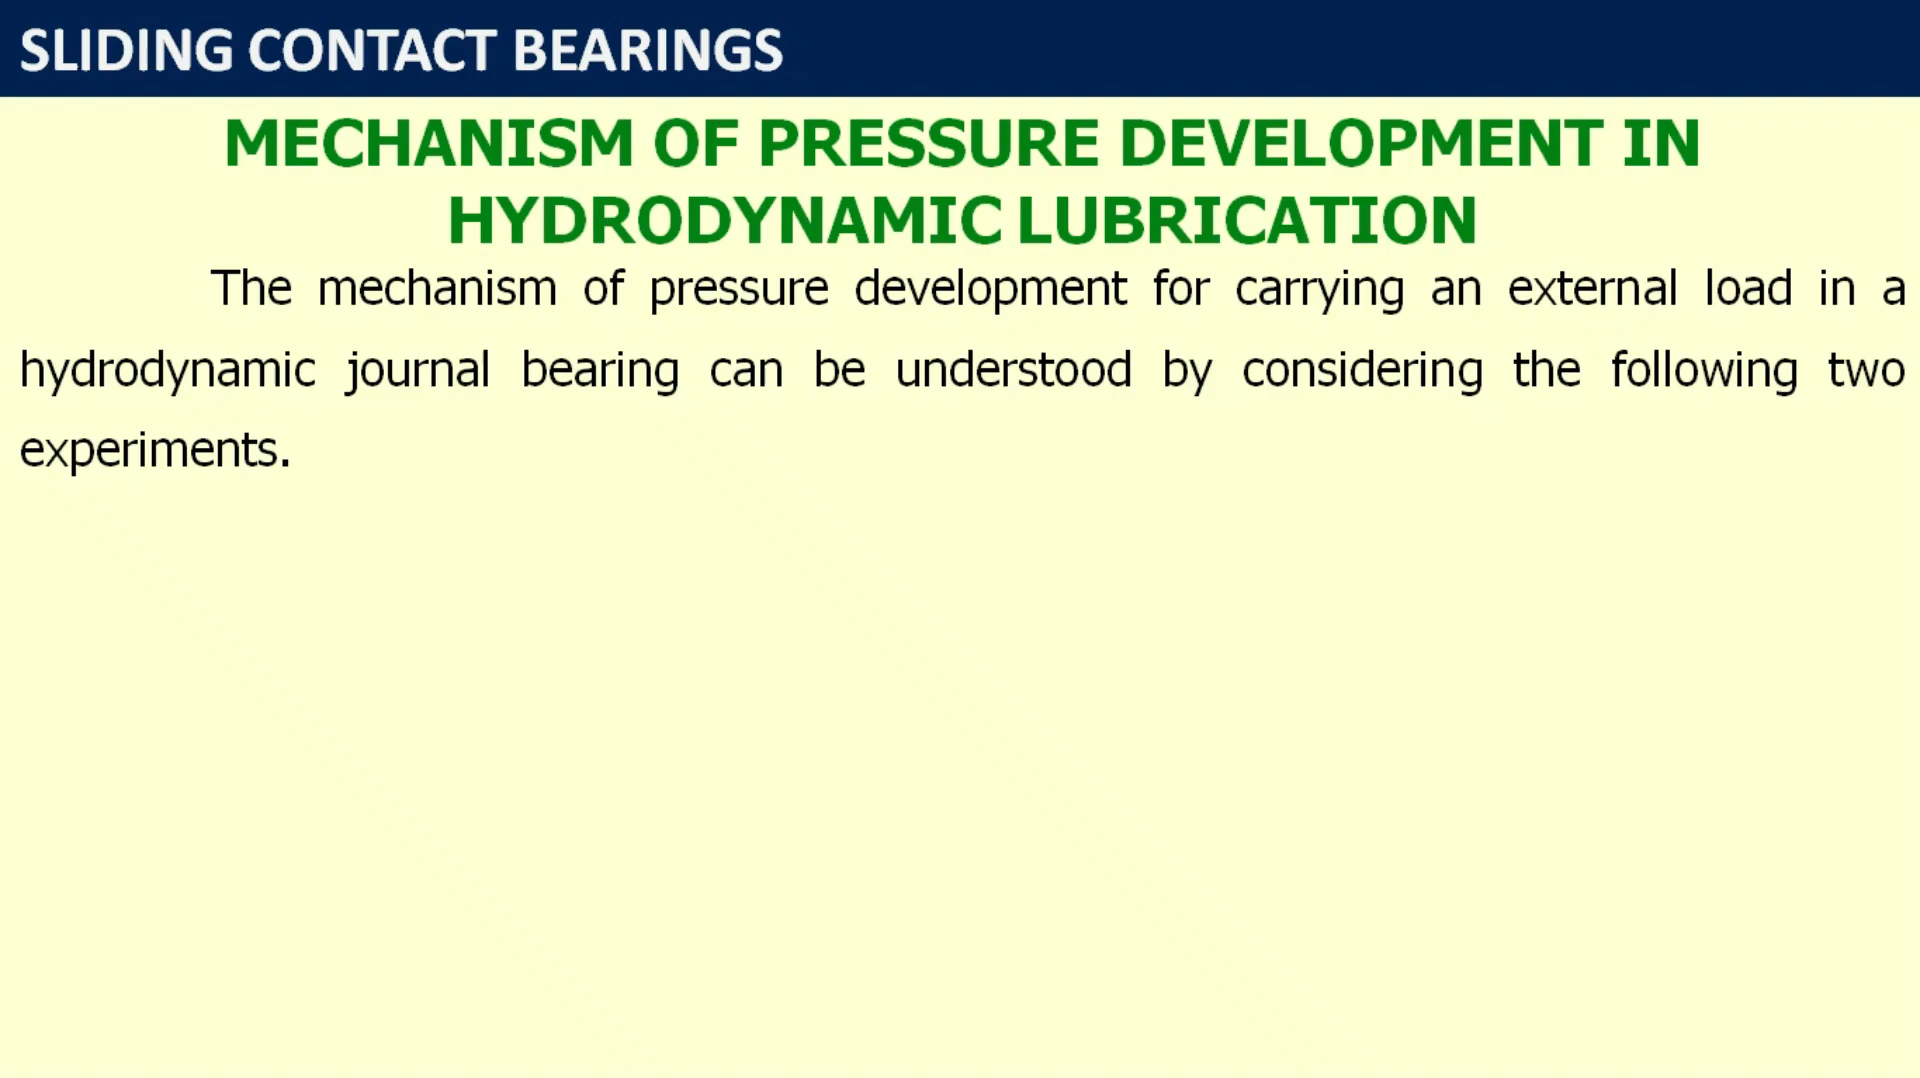 SLIDING CONTACT BEARINGS
MECHANISM OF PRESSURE DEVELOPMENT IN
HYDRODYNAMIC LUBRICATION
The mechanism of pressure development for carrying an external load in a
hydrodynamic journal bearing can be understood by considering the following two
experiments.